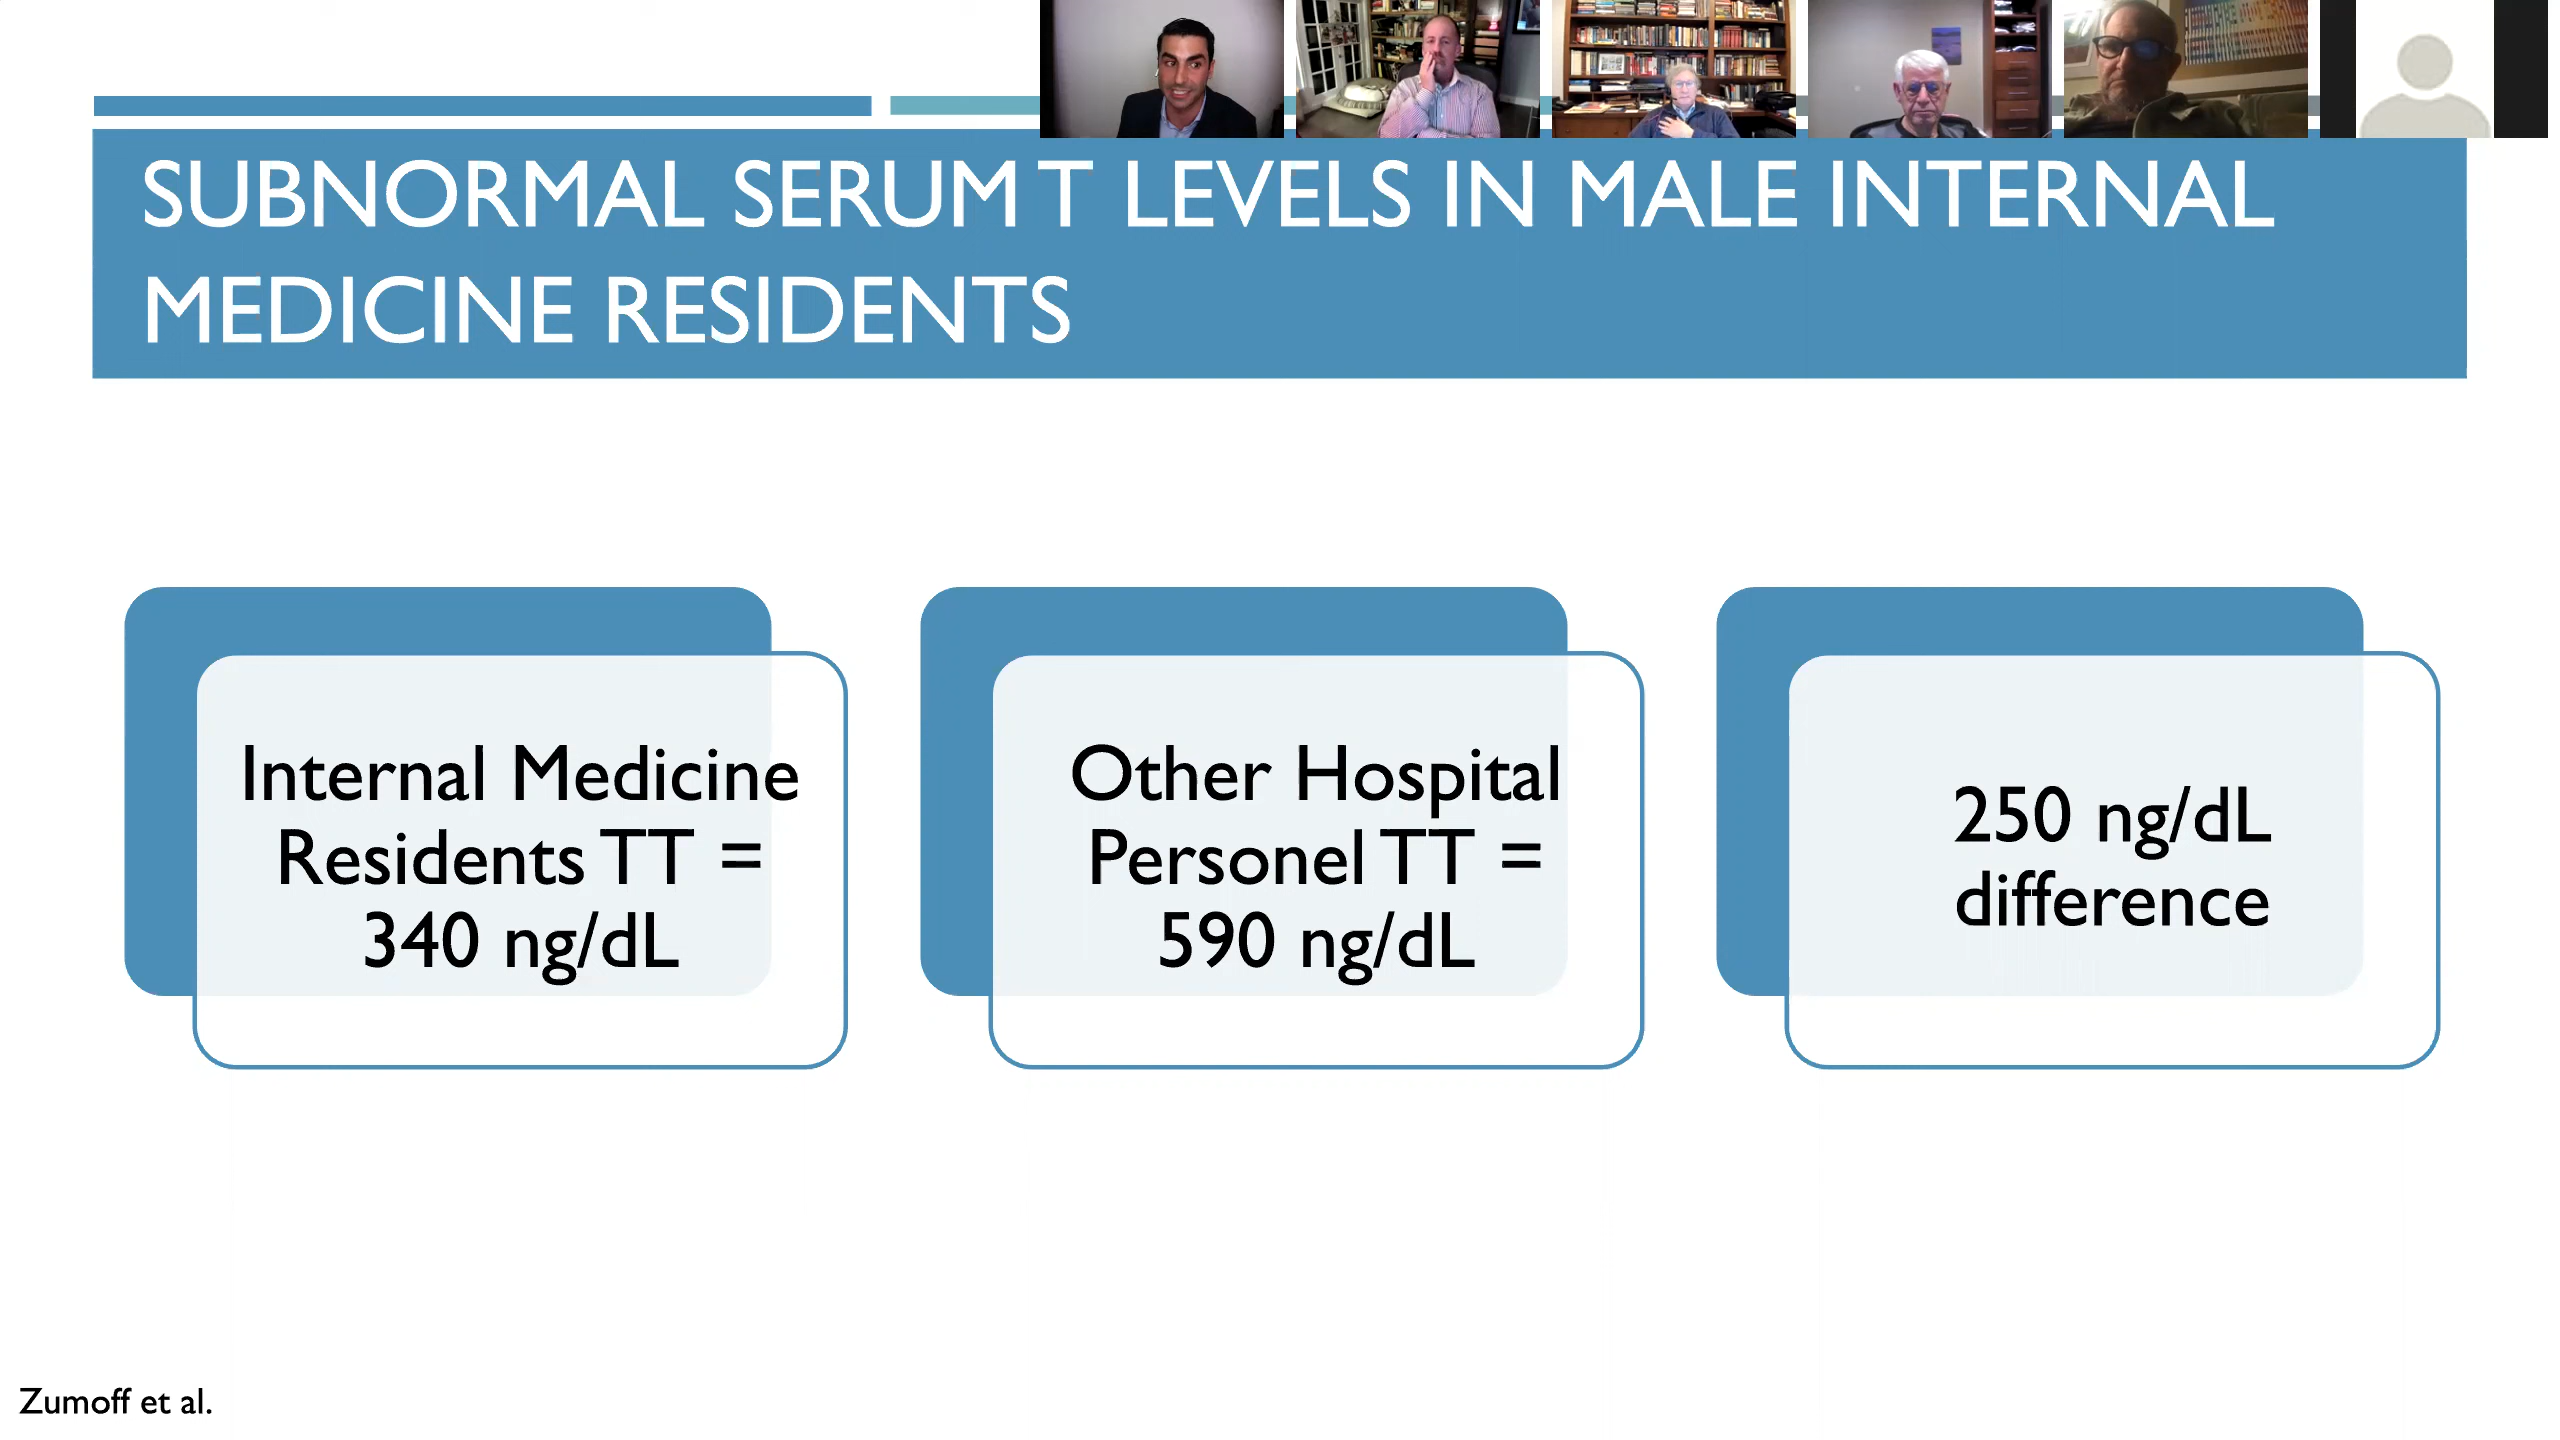 SUBNORMAL SERUM T LEVELS IN MALE INTERNAL
MEDICINE RESIDENTS
Internal Medicine
Residents TT =
340 ng/dL
Other Hospital
Personel TT =
590 ng/dL
250 ng/dL
difference
Zumoff et al.